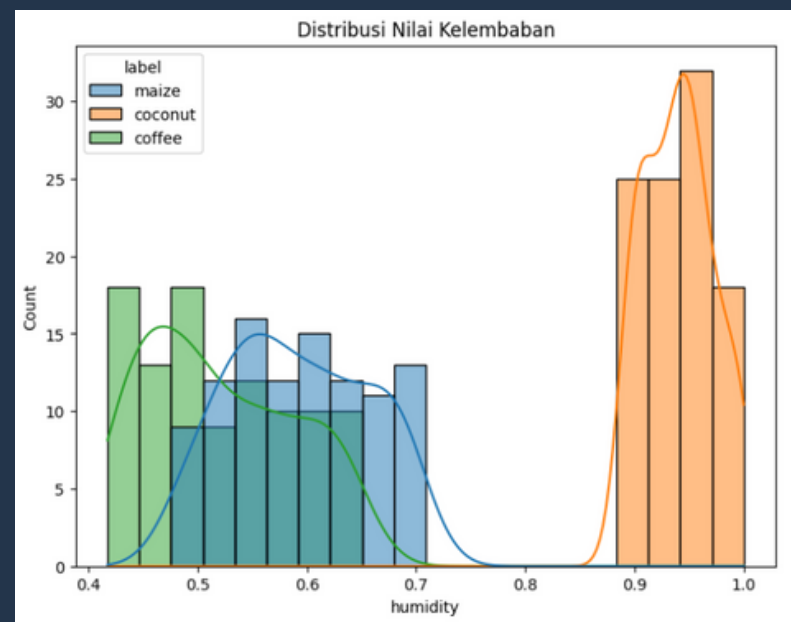 Distribusi Nilai Kelembaban
label
maize
coconut
coffee
Count
30
25
20
15
10
5
0
0.4 0.5 0.6 0.7 0.8 0.9 1.0
humidity